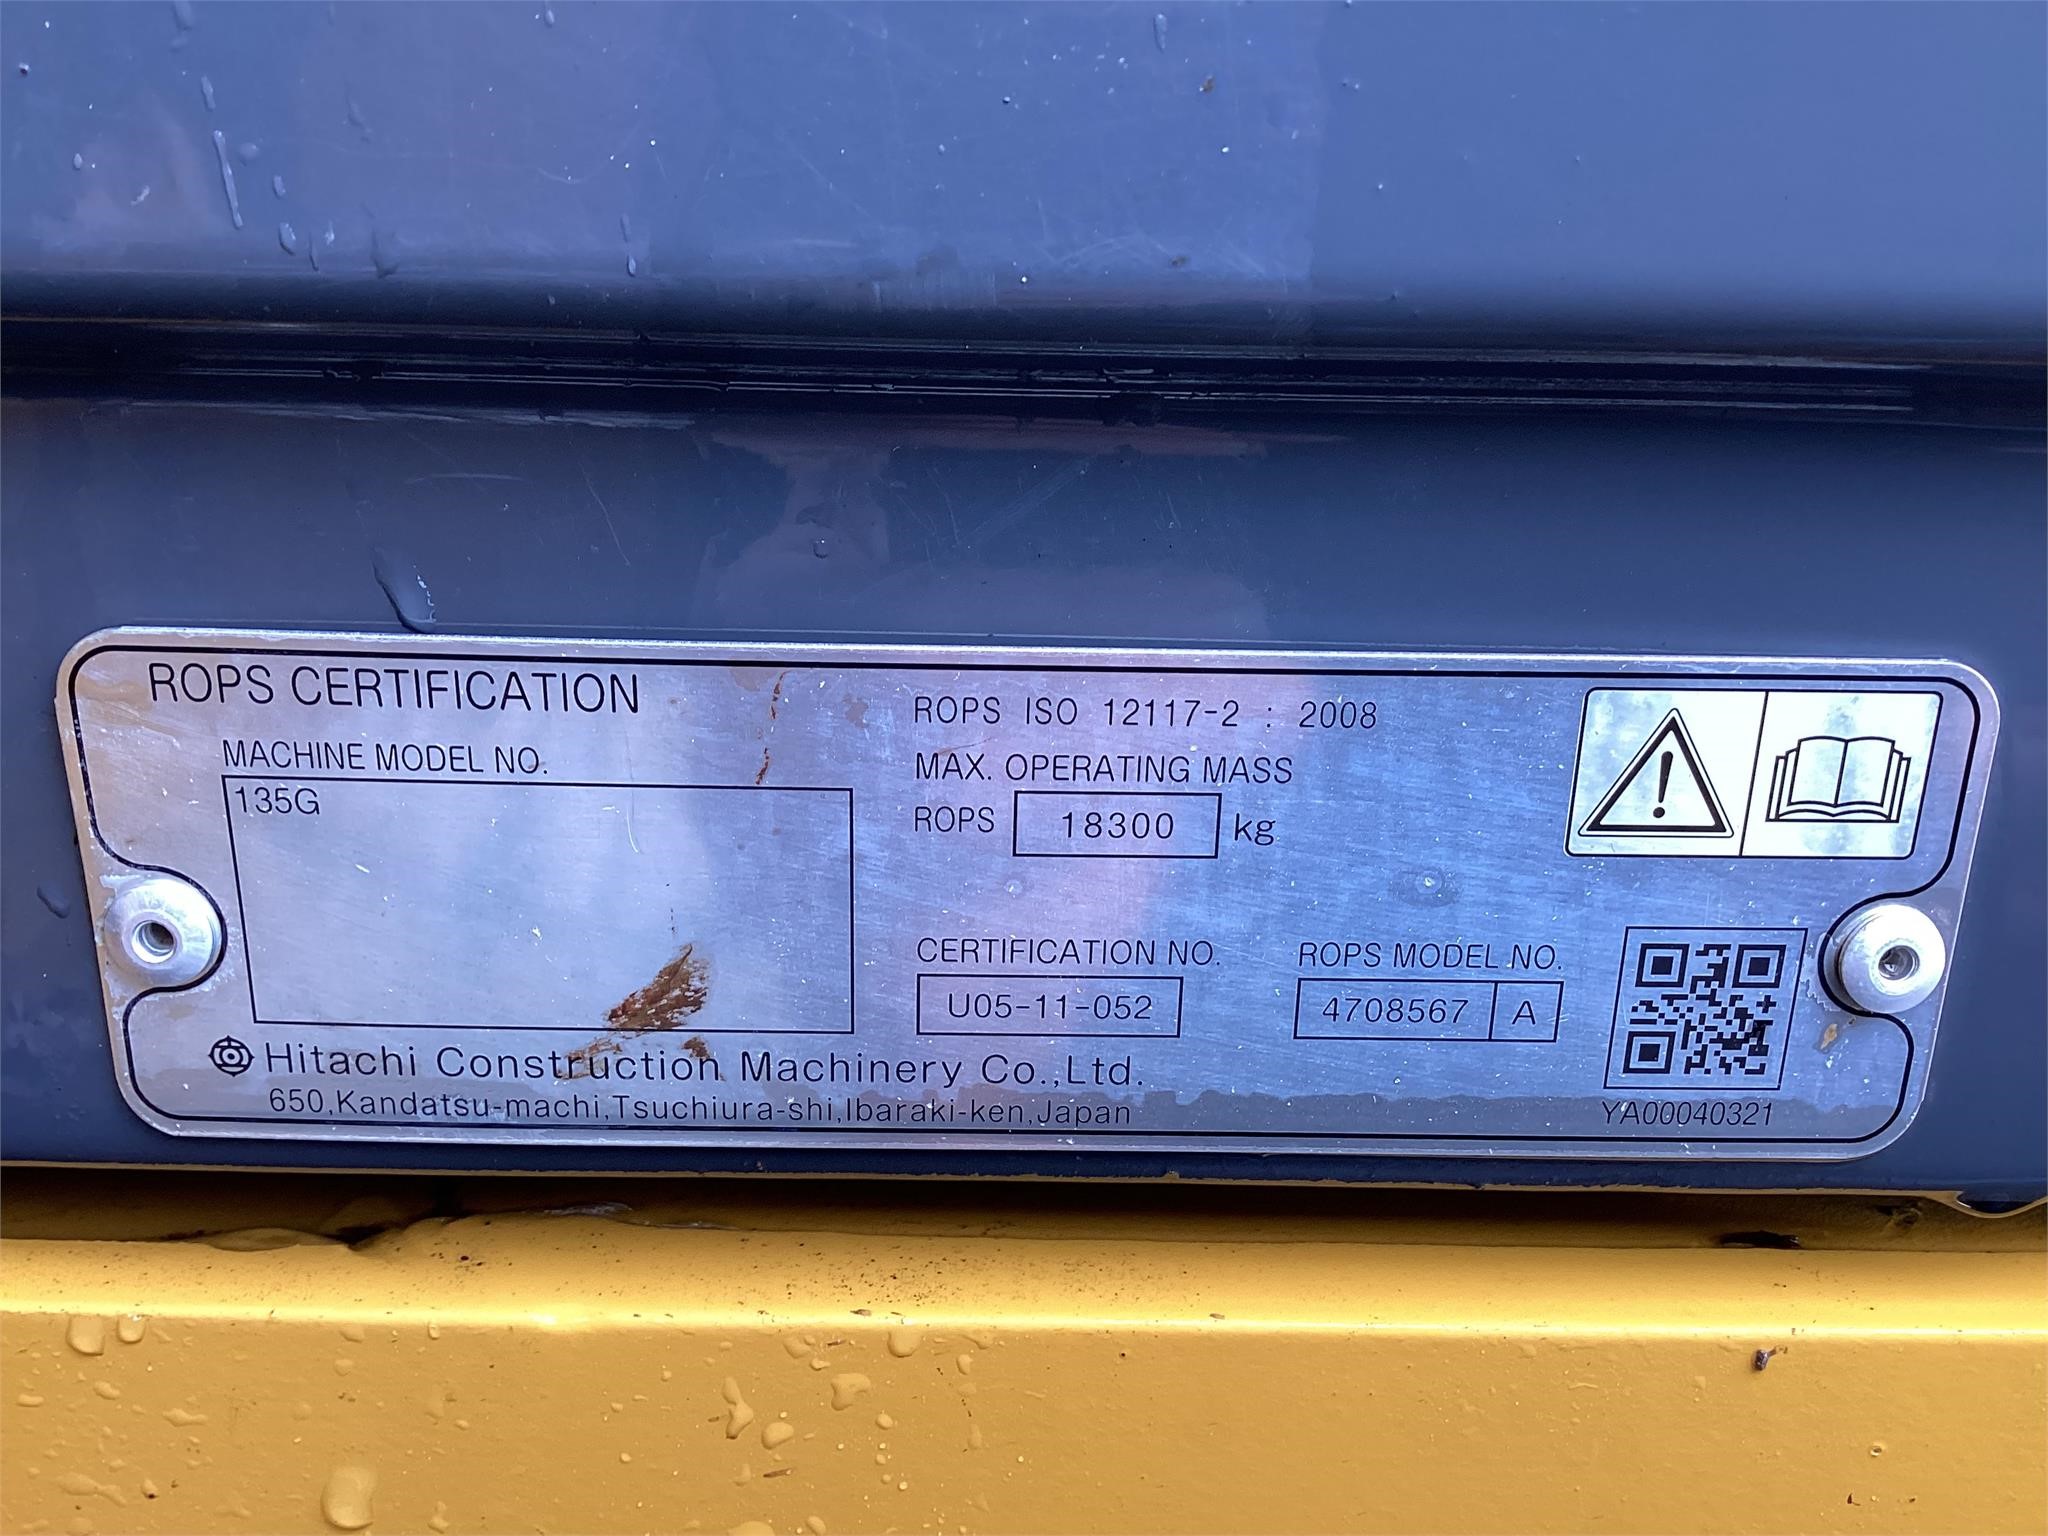 ROPS CERTIFICATION
MACHINE MODEL NO.
135G
ROPS ISO 12117-2 : 2008
MAX. OPERATING MASS
ROPS 18300 kg
CERTIFICATION NO.
U05-11-052
ROPS MODEL NO.
4708567 A
Hitachi Construction Machinery Co.,Ltd.
650,Kandatsu-machi,Tsuchiura-shi,Ibaraki-ken,Japan
YA00040321